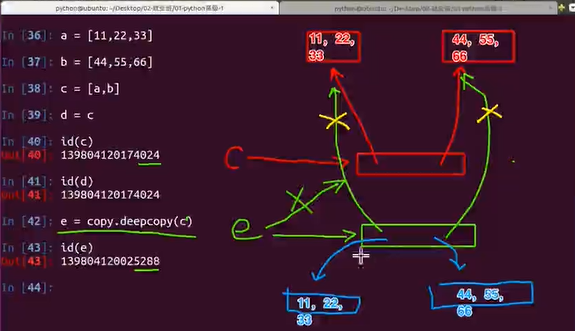 python@ubuntu: ~/Desktop/02-就业班/01-python高级-1
In [36]: a = [11,22,33]
In [37]: b = [44,55,66]
In [38]: c = [a,b]
In [39]: d = c
In [40]: id(c)
Out[40]: 139804120174024
In [41]: id(d)
Out[41]: 139804120174024
In [42]: e = copy.deepcopy(c)
In [43]: id(e)
Out[43]: 139804120025288
In [44]:
11, 22,
33
44, 55,
66
C
e
11, 22,
33
44, 55,
66